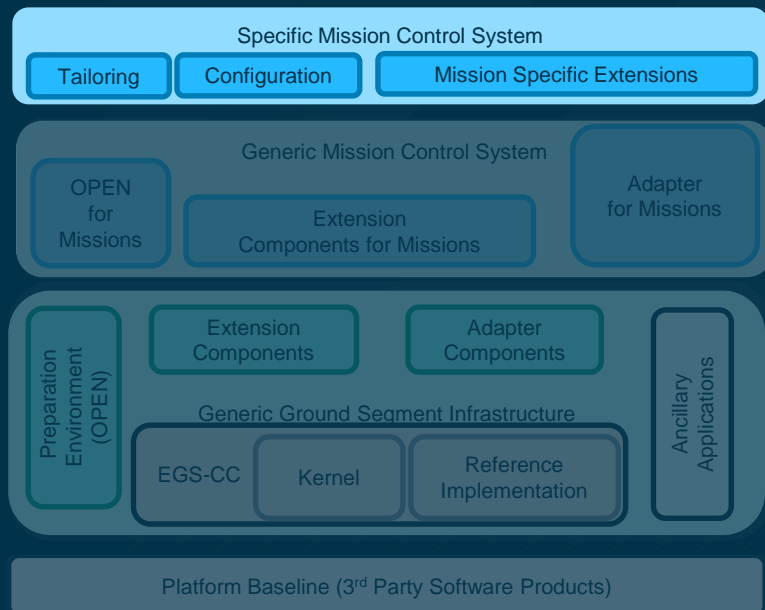 Specific Mission Control System
Tailoring
Configuration
Mission Specific Extensions
Generic Mission Control System
OPEN
for
Missions
Extension
Components for Missions
Adapter
for Missions
Preparation
Environment
(OPEN)
Extension
Components
Adapter
Components
Ancillary
Applications
Generic Ground Segment Infrastructure
EGS-CC
Kernel
Reference
Implementation
Platform Baseline (3rd Party Software Products)